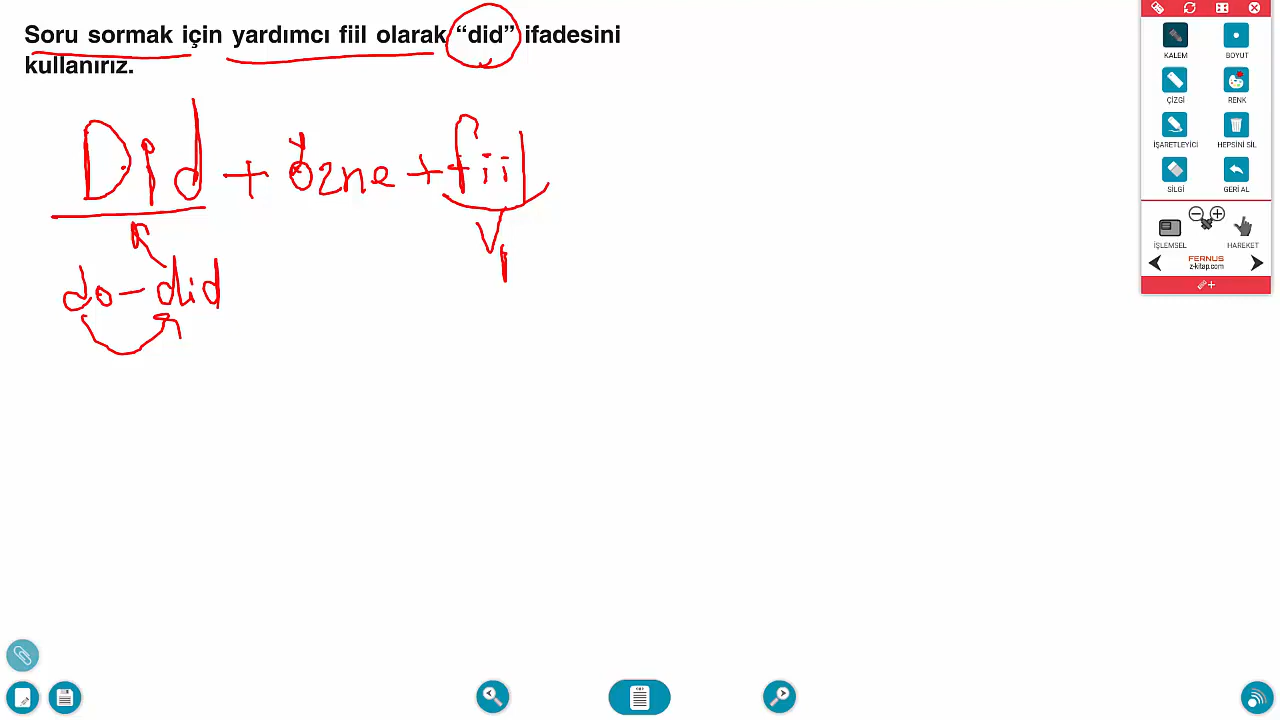 Soru sormak için yardımcı fiil olarak “did” ifadesini
kullanırız.
Did + özne + fiil
V1
do - did
KALEM
BOYUT
ÇİZGİ
RENK
İŞARETLEYİCİ
HEPSİNİ SİL
SİLGİ
GERİ AL
İŞLEMSEL
HAREKET
FERNUS
z-kitap.com